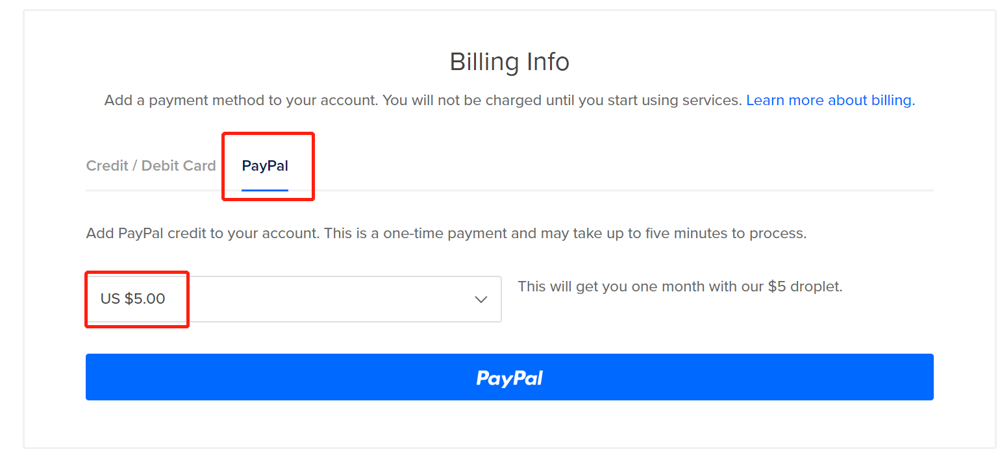 Billing Info
Add a payment method to your account. You will not be charged until you start using services. Learn more about billing.
Credit / Debit Card PayPal
Add PayPal credit to your account. This is a one-time payment and may take up to five minutes to process.
US $5.00 This will get you one month with our $5 droplet.
PayPal